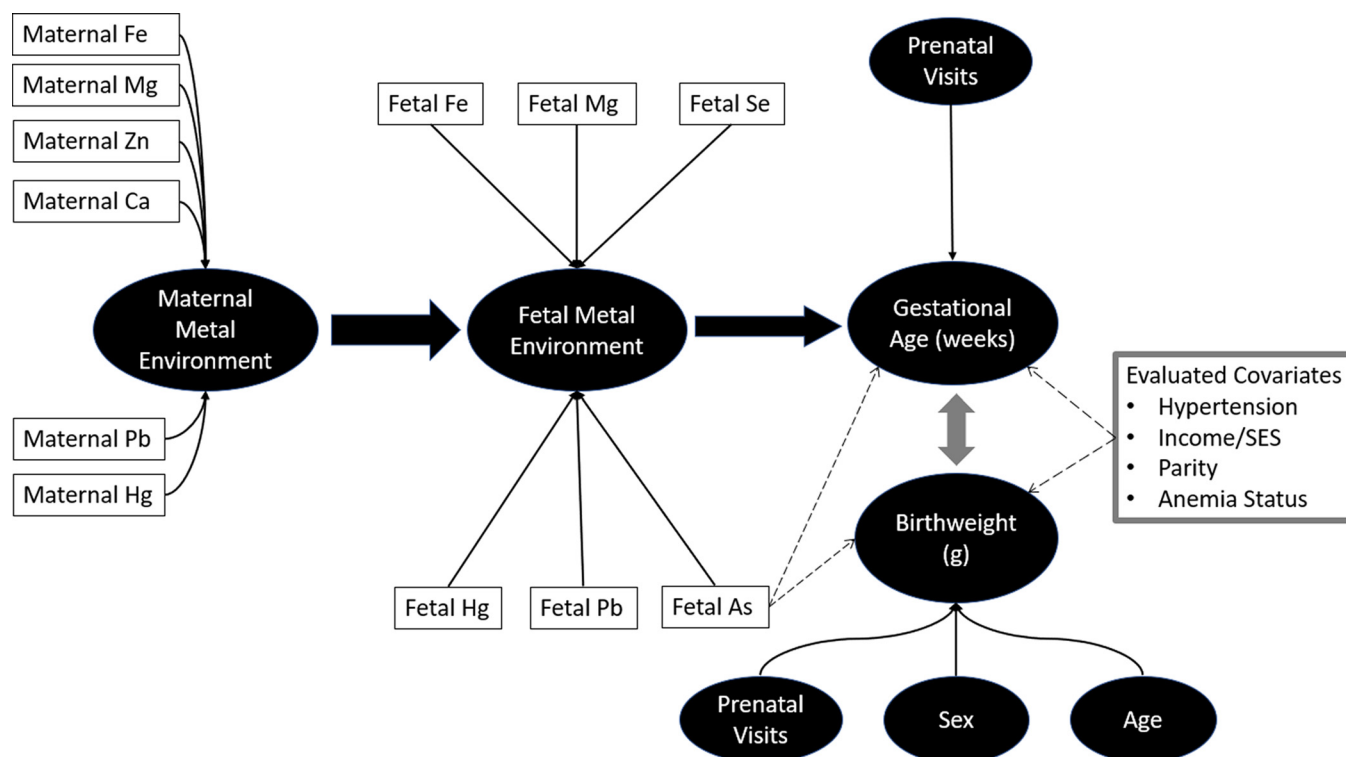 Maternal Fe
Maternal Mg
Maternal Zn
Maternal Ca
Maternal
Metal
Environment
Maternal Pb
Maternal Hg
Fetal Fe
Fetal Mg
Fetal Se
Fetal Metal
Environment
Fetal Hg
Fetal Pb
Fetal As
Prenatal
Visits
Gestational
Age (weeks)
Birthweight
(g)
Evaluated Covariates
• Hypertension
• Income/SES
• Parity
• Anemia Status
Prenatal
Visits
Sex
Age